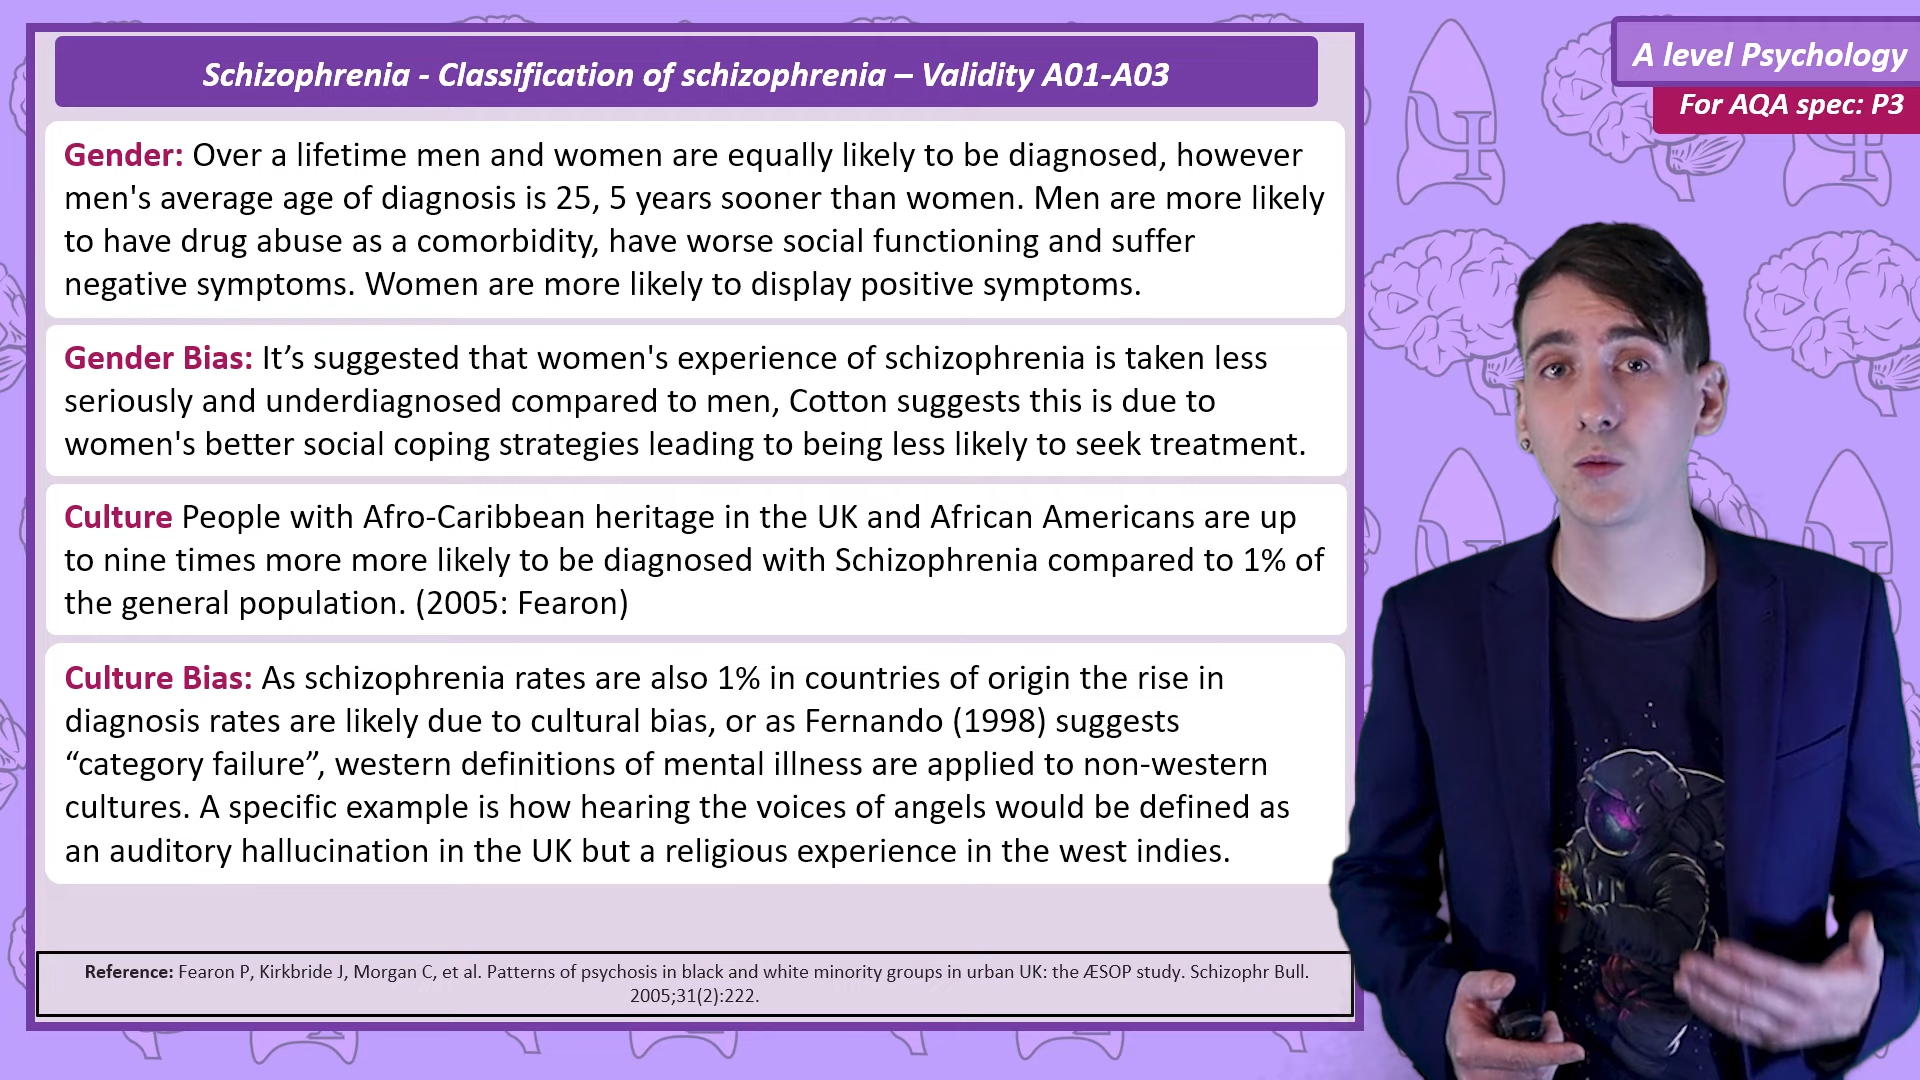 Schizophrenia - Classification of schizophrenia – Validity A01-A03
A level Psychology
For AQA spec: P3
Gender: Over a lifetime men and women are equally likely to be diagnosed, however
men's average age of diagnosis is 25, 5 years sooner than women. Men are more likely
to have drug abuse as a comorbidity, have worse social functioning and suffer
negative symptoms. Women are more likely to display positive symptoms.
Gender Bias: It’s suggested that women's experience of schizophrenia is taken less
seriously and underdiagnosed compared to men, Cotton suggests this is due to
women's better social coping strategies leading to being less likely to seek treatment.
Culture People with Afro-Caribbean heritage in the UK and African Americans are up
to nine times more more likely to be diagnosed with Schizophrenia compared to 1% of
the general population. (2005: Fearon)
Culture Bias: As schizophrenia rates are also 1% in countries of origin the rise in
diagnosis rates are likely due to cultural bias, or as Fernando (1998) suggests
“category failure”, western definitions of mental illness are applied to non-western
cultures. A specific example is how hearing the voices of angels would be defined as
an auditory hallucination in the UK but a religious experience in the west indies.
Reference: Fearon P, Kirkbride J, Morgan C, et al. Patterns of psychosis in black and white minority groups in urban UK: the ÆSOP study. Schizophr Bull.
2005;31(2):222.